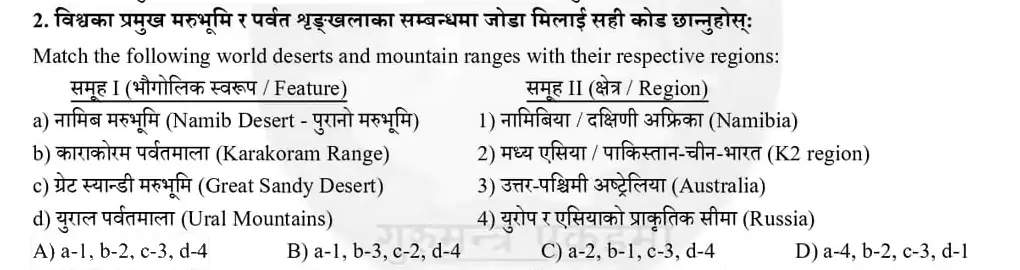 2. विश्वका प्रमुख मरुभूमि र पर्वत शृङ्खलाका सम्बन्धमा जोडा मिलाई सही कोड छान्नुहोस्:
Match the following world deserts and mountain ranges with their respective regions:
समूह I (भौगोलिक स्वरूप / Feature) समूह II (क्षेत्र / Region)
a) नामिब मरुभूमि (Namib Desert - पुरानो मरुभूमि) 1) नामिबिया / दक्षिणी अफ्रिका (Namibia)
b) काराकोरम पर्वतमाला (Karakoram Range) 2) मध्य एसिया / पाकिस्तान-चीन-भारत (K2 region)
c) ग्रेट स्यान्डी मरुभूमि (Great Sandy Desert) 3) उत्तर-पश्चिमी अष्ट्रेलिया (Australia)
d) युराल पर्वतमाला (Ural Mountains) 4) युरोप र एसियाको प्राकृतिक सीमा (Russia)
गुरुमन्त्र एकेडेमी
A) a-1, b-2, c-3, d-4 B) a-1, b-3, c-2, d-4 C) a-2, b-1, c-3, d-4 D) a-4, b-2, c-3, d-1